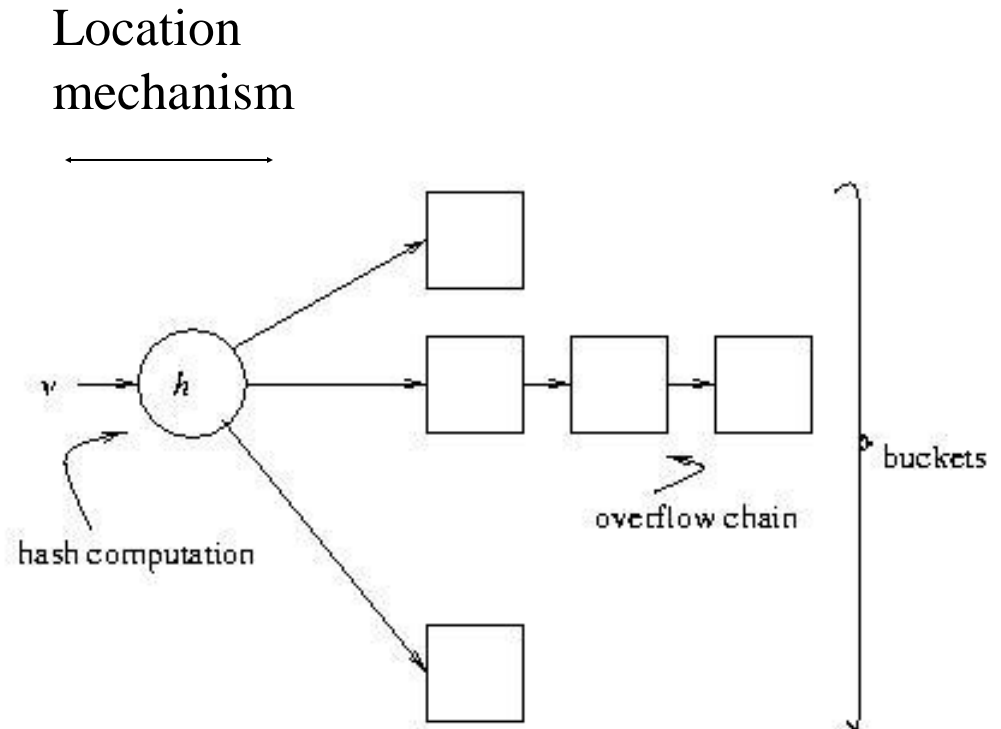 Location
mechanism
v
h
buckets
overflow chain
hash computation